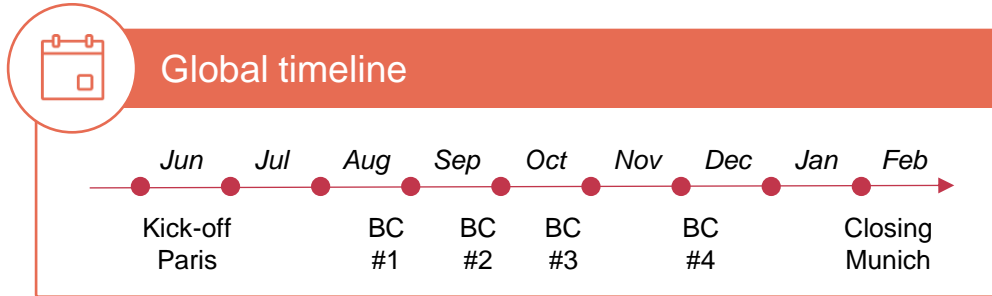 Global timeline
Jun Jul Aug Sep Oct Nov Dec Jan Feb
Kick-off BC BC BC BC Closing
Paris #1 #2 #3 #4 Munich